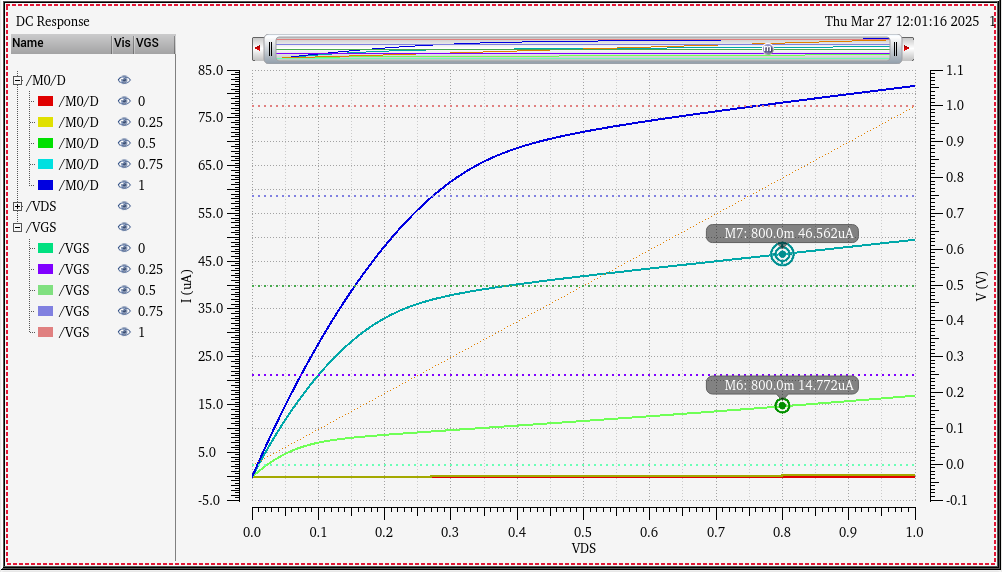 DC Response
Thu Mar 27 12:01:16 2025 1
Name Vis VGS
/M0/D
/M0/D 0
/M0/D 0.25
/M0/D 0.5
/M0/D 0.75
/M0/D 1
/VDS
/VGS
/VGS 0
/VGS 0.25
/VGS 0.5
/VGS 0.75
/VGS 1
m
85.0
75.0
65.0
55.0
45.0
35.0
25.0
15.0
5.0
-5.0
I (uA)
M7: 800.0m 46.562uA
M6: 800.0m 14.772uA
1.1
1.0
0.9
0.8
0.7
0.6
0.5
0.4
0.3
0.2
0.1
0.0
-0.1
V (V)
0.0 0.1 0.2 0.3 0.4 0.5 0.6 0.7 0.8 0.9 1.0
VDS